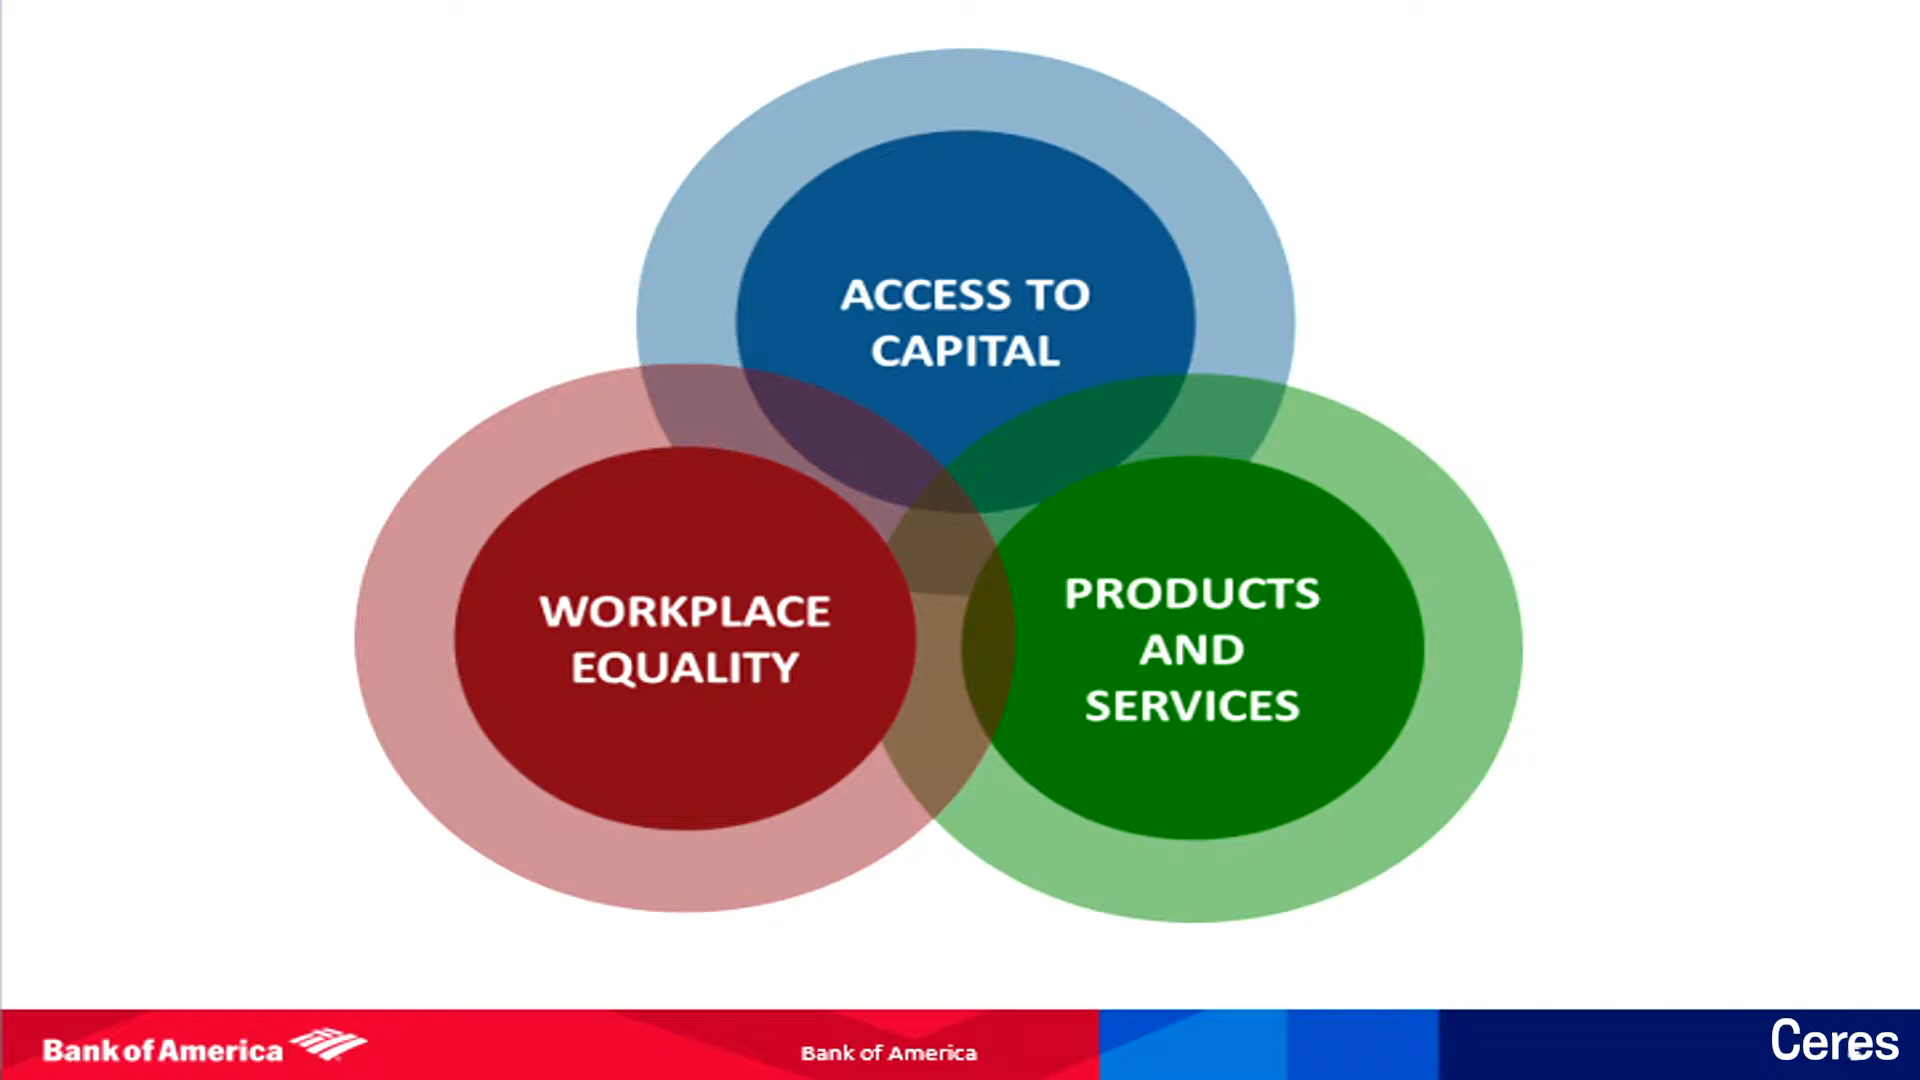 ACCESS TO
CAPITAL
WORKPLACE
EQUALITY
PRODUCTS
AND
SERVICES
Bank of America
Bank of America
Ceres